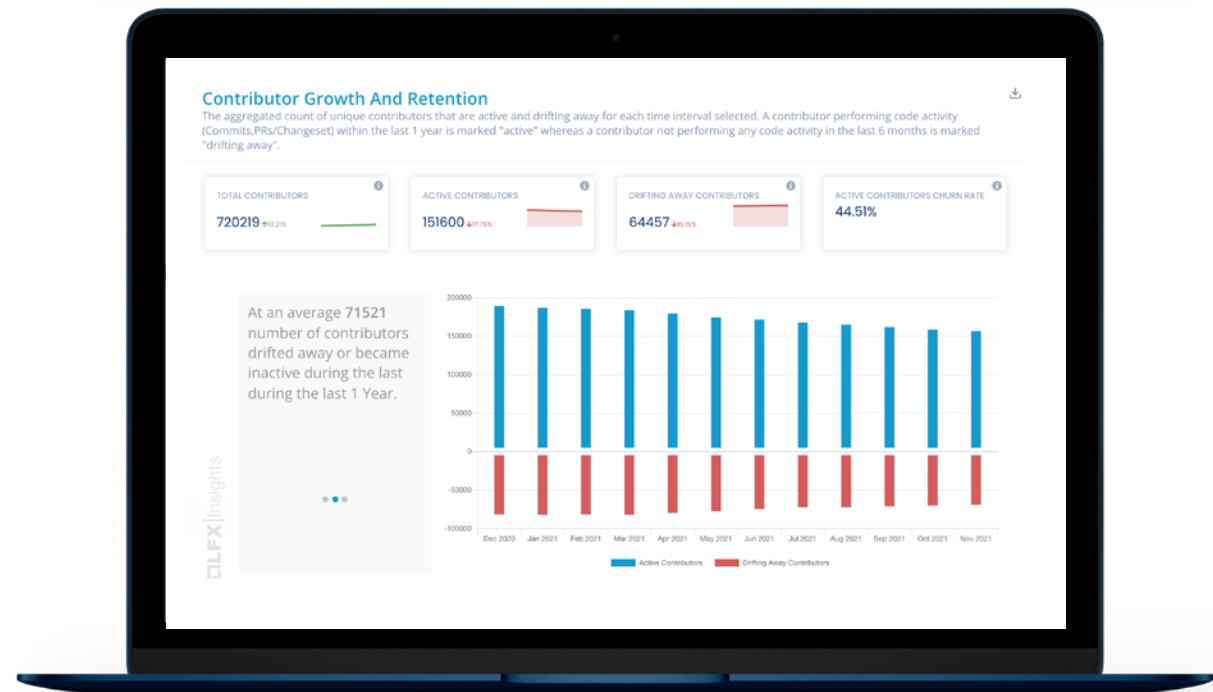 Contributor Growth And Retention
The aggregated count of unique contributors that are active and drifting away for each time interval selected. A contributor performing code activity
(Commits,PRs/Changeset) within the last 1 year is marked "active" whereas a contributor not performing any code activity in the last 6 months is marked
"drifting away".
TOTAL CONTRIBUTORS
720219
ACTIVE CONTRIBUTORS
151600
DRIFTING AWAY CONTRIBUTORS
64457
ACTIVE CONTRIBUTORS CHURN RATE
44.51%
At an average 71521
number of contributors
drifted away or became
inactive during the last
during the last 1 Year.
LFX Insights
200000
150000
100000
50000
0
-50000
-100000
Dec 2020 Jan 2021 Feb 2021 Mar 2021 Apr 2021 May 2021 Jun 2021 Jul 2021 Aug 2021 Sep 2021 Oct 2021 Nov 2021
Active Contributors Drifting Away Contributors